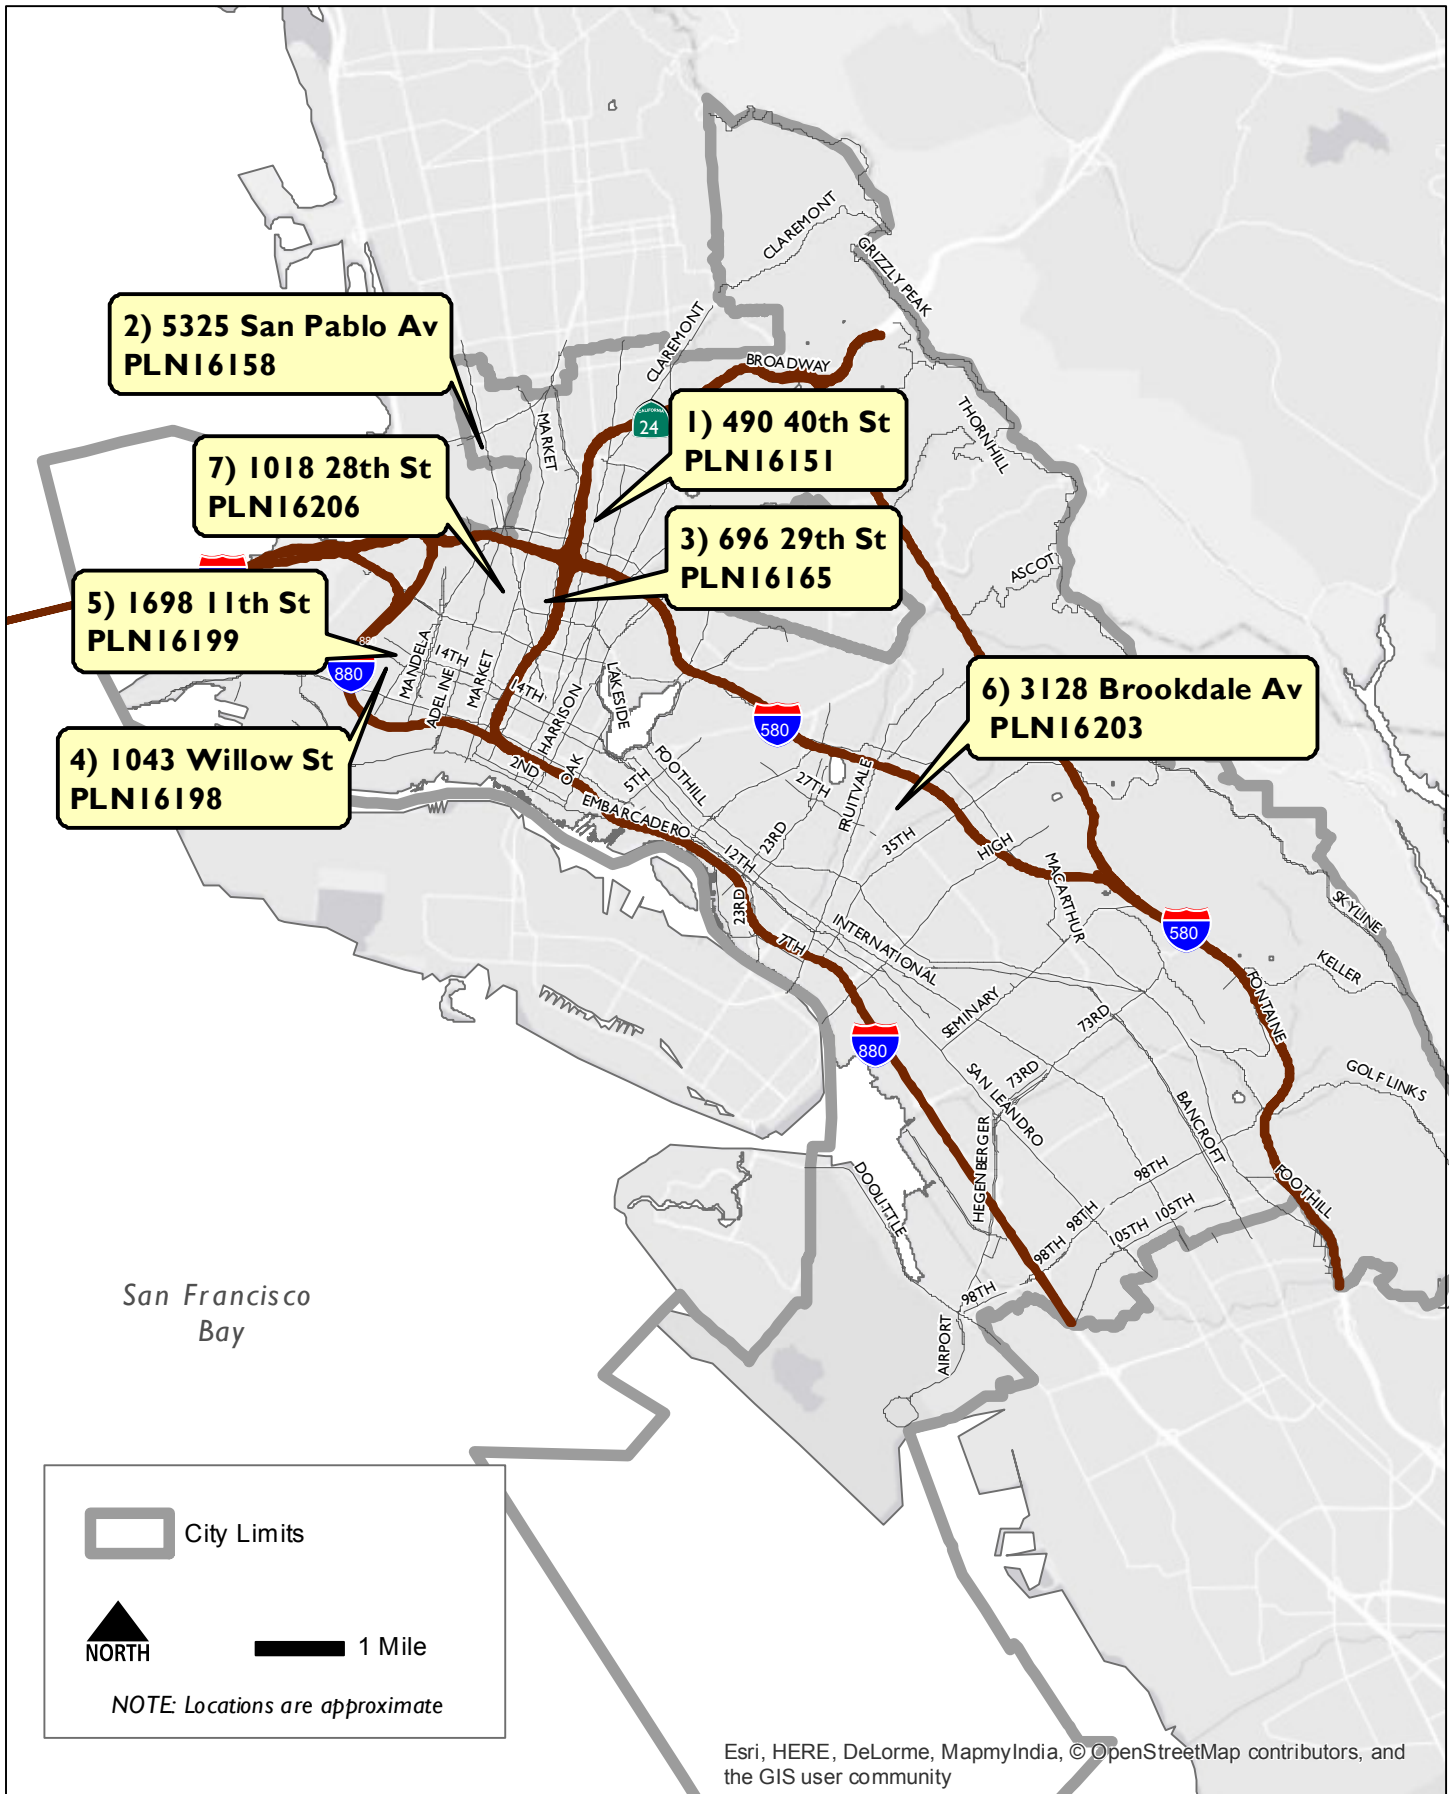 CLAREMONT
GRIZZLY PEAK
2) 5325 San Pablo Av
PLN16158
CLAREMONT
BROADWAY
MARKET
CALIFORNIA
24
1) 490 40th St
PLN16151
THORNHILL
7) 1018 28th St
PLN16206
3) 696 29th St
PLN16165
ASCOT
5) 1698 11th St
PLN16199
880
880
MANDELA
14TH
ADELINE
MARKET
14TH
HARRISON
LAKESIDE
6) 3128 Brookdale Av
PLN16203
580
4) 1043 Willow St
PLN16198
2ND
OAK
5TH
FOOTHILL
EMBARCADERO
27TH
FRUITVALE
23RD
12TH
35TH
HIGH
MACARTHUR
23RD
7TH
INTERNATIONAL
580
SKYLINE
KELLER
FONTAINE
SEMINARY
73RD
880
73RD
SAN LEANDRO
GOLF LINKS
BANCROFT
HEGENBERGER
DOOLITTLE
98TH
FOOTHILL
98TH
105TH
105TH
98TH
98TH
AIRPORT
San Francisco
Bay
City Limits
NORTH
1 Mile
NOTE: Locations are approximate
Esri, HERE, DeLorme, MapmyIndia, © OpenStreetMap contributors, and
the GIS user community